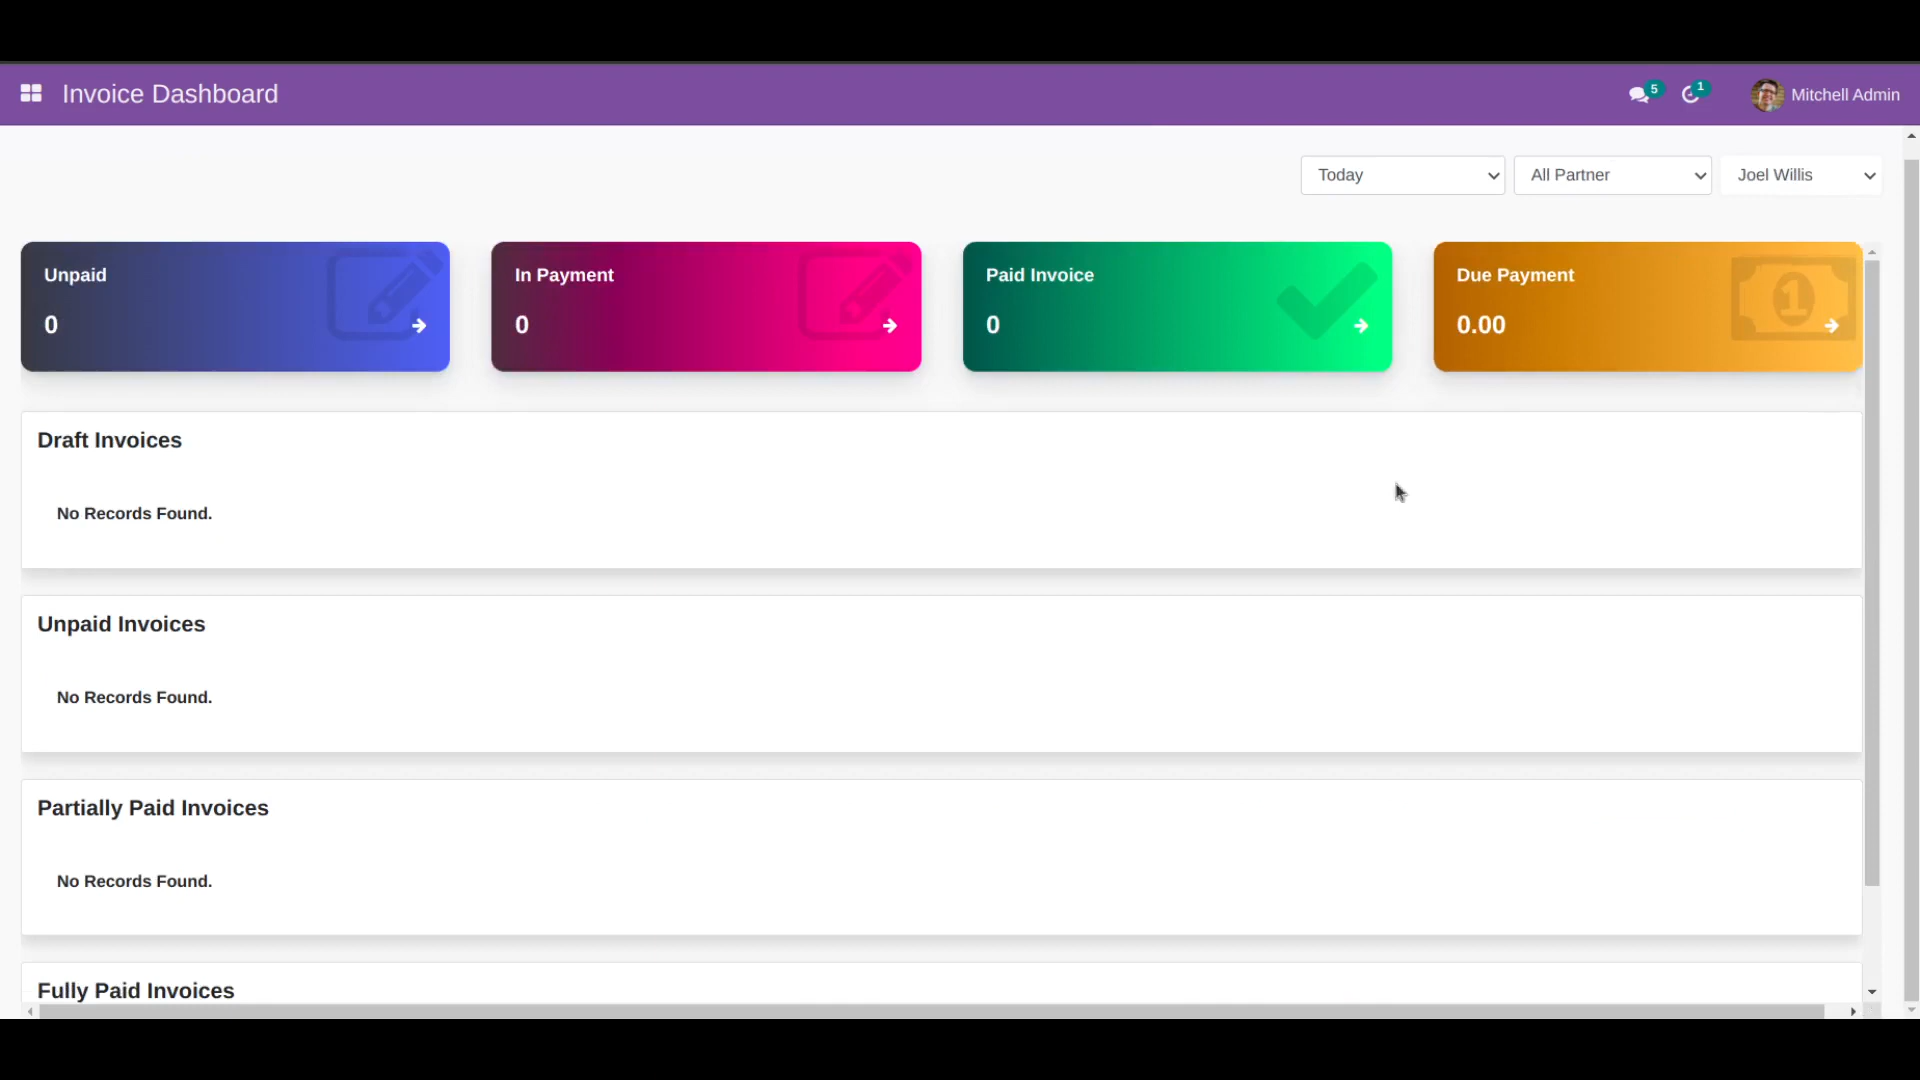 Invoice Dashboard
5
1
Mitchell Admin
Today
All Partner
Joel Willis
Unpaid
0
In Payment
0
Paid Invoice
0
Due Payment
0.00
1
Draft Invoices
No Records Found.
Unpaid Invoices
No Records Found.
Partially Paid Invoices
No Records Found.
Fully Paid Invoices